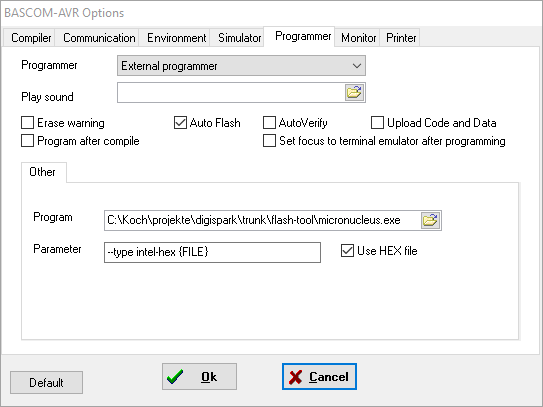 BASCOM-AVR Options
Compiler Communication Environment Simulator Programmer Monitor Printer
Programmer External programmer
Play sound
Erase warning Auto Flash AutoVerify Upload Code and Data
Program after compile Set focus to terminal emulator after programming
Other
Program C:\Koch\projekte\digispark\trunk\flash-tool\micronucleus.exe
Parameter --type intel-hex {FILE} Use HEX file
Default Ok Cancel